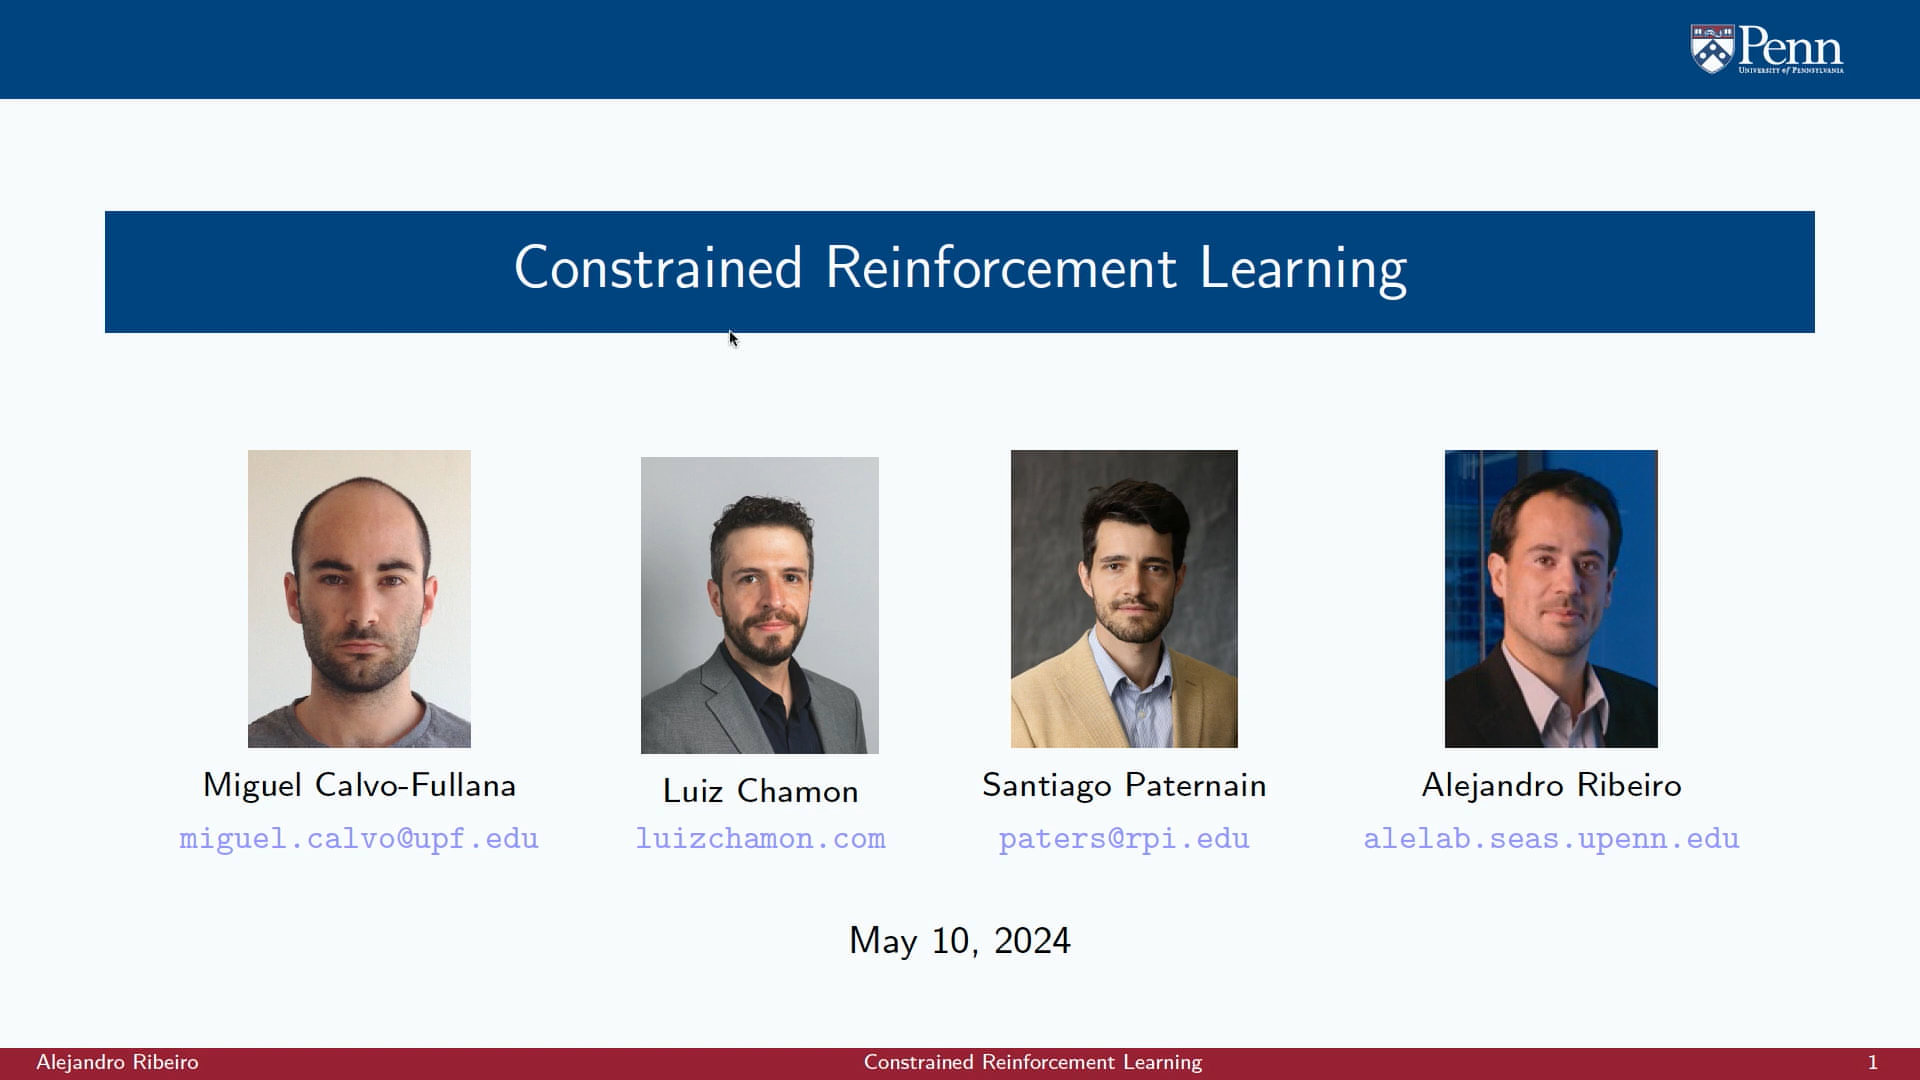 Penn
University of Pennsylvania
Constrained Reinforcement Learning
Miguel Calvo-Fullana
miguel.calvo@upf.edu
Luiz Chamon
luizchamon.com
Santiago Paternain
paters@rpi.edu
Alejandro Ribeiro
alelab.seas.upenn.edu
May 10, 2024
Alejandro Ribeiro
Constrained Reinforcement Learning
1